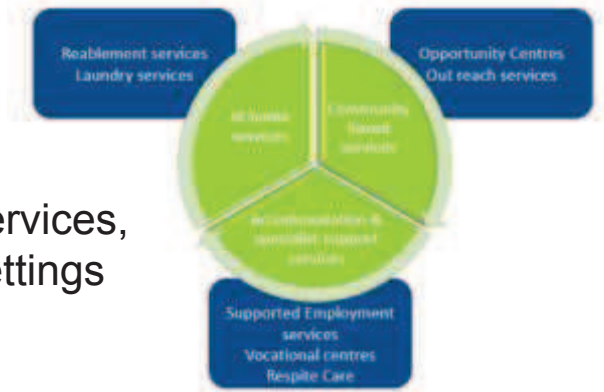 Reablement services
Laundry services
Opportunity Centres
Out reach services
At home
services
Community
based
services
ervices,
ettings
accommodation &
specialist support
services
Supported Employment
services
Vocational centres
Respite Care